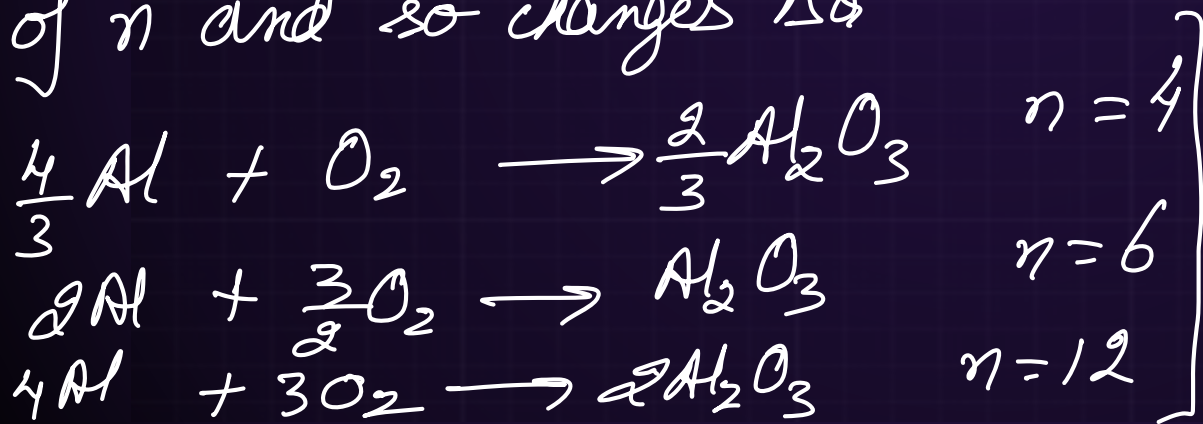 of n and so changes ΔG
4/3 Al + O₂ → 2/3 Al₂O₃ n = 4
2Al + 3/2 O₂ → Al₂O₃ n = 6
4Al + 3O₂ → 2Al₂O₃ n = 12